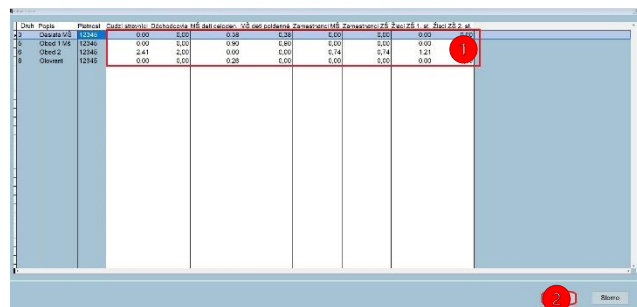 Druh Popis Platnosť Cudzí stravníci Dôchodcovia MŠ deti celoden. MŠ deti poldenné Zamestnanci MŠ Zamestnanci ZŠ Žiaci ZŠ 1. st. Žiaci ZŠ 2. st.
3 Desiata MŠ 12345 0.00 0,00 0.38 0,38 0,00 0,00 0.00 0,00
5 Obed 1 MŠ 12345 0.00 0,00 0.90 0,90 0,00 0,00 0.00
6 Obed 2 12345 2.41 2,00 0.00 0,00 0,74 0,74 1.21
8 Olovrant 12345 0.00 0,00 0.26 0,00 0,00 0,00 0.00
1
2
Storno